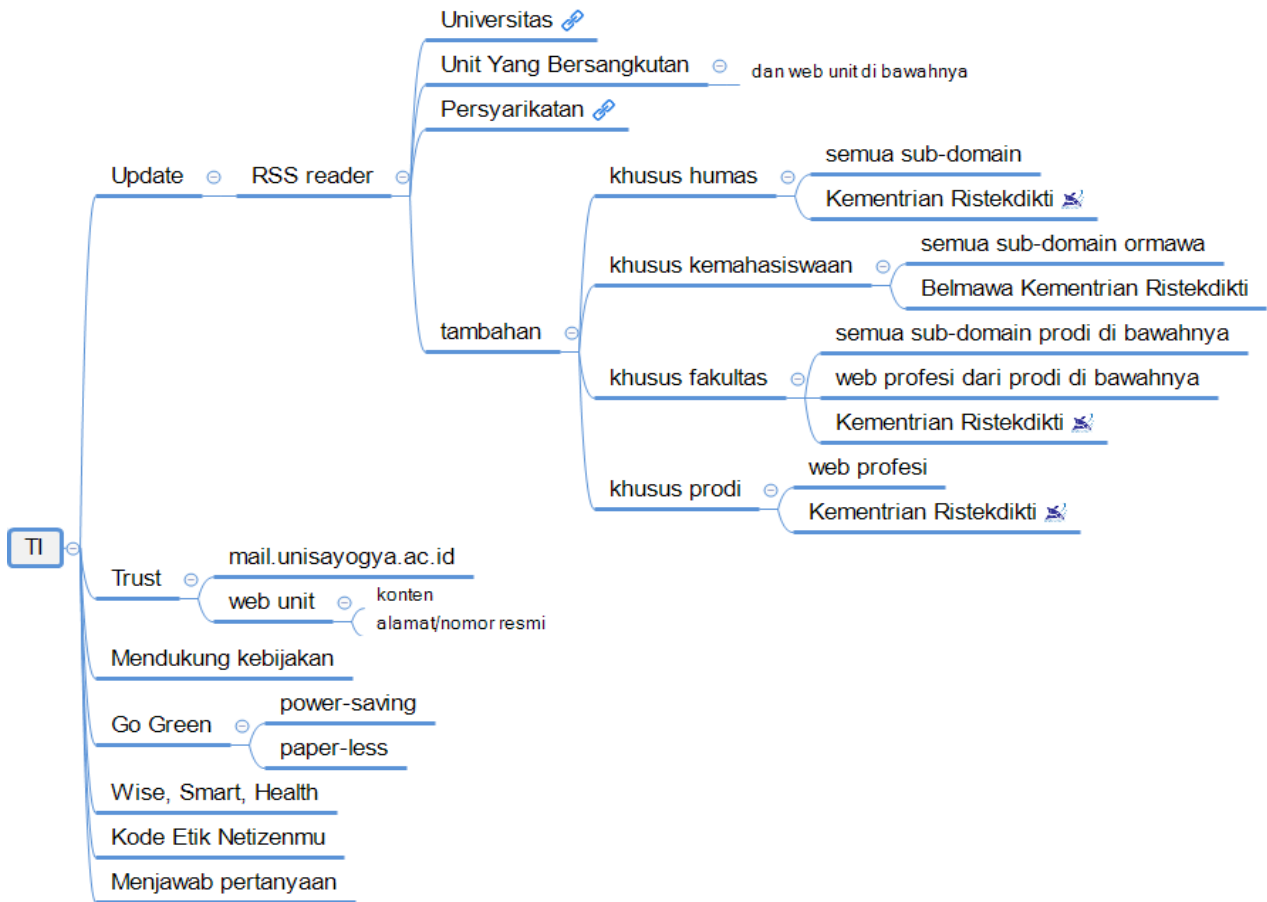 TI
Update
RSS reader
Universitas
Unit Yang Bersangkutan
dan web unit di bawahnya
Persyarikatan
tambahan
khusus humas
semua sub-domain
Kementrian Ristekdikti
khusus kemahasiswaan
semua sub-domain ormawa
Belmawa Kementrian Ristekdikti
khusus fakultas
semua sub-domain prodi di bawahnya
web profesi dari prodi di bawahnya
Kementrian Ristekdikti
khusus prodi
web profesi
Kementrian Ristekdikti
Trust
mail.unisayogya.ac.id
web unit
konten
alamat/nomor resmi
Mendukung kebijakan
Go Green
power-saving
paper-less
Wise, Smart, Health
Kode Etik Netizenmu
Menjawab pertanyaan